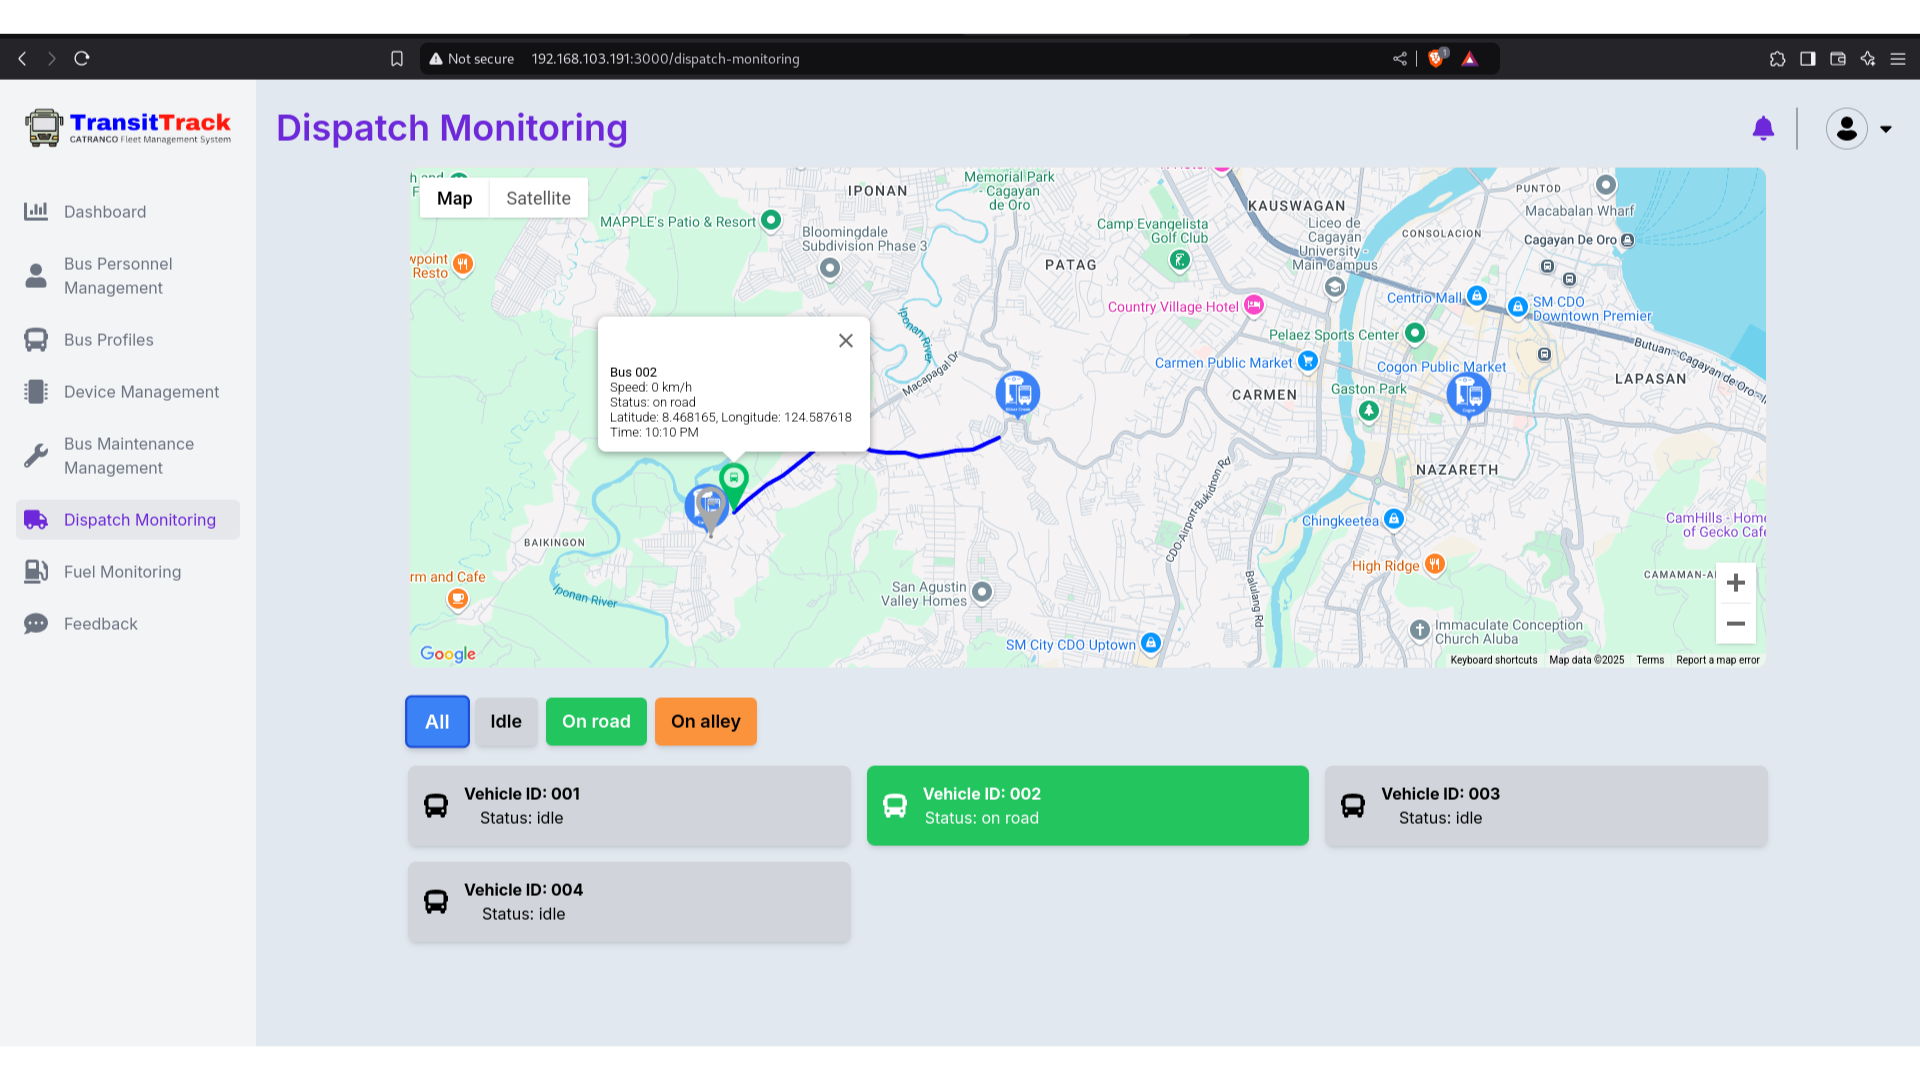 Not secure
192.168.103.191:3000/dispatch-monitoring
1
TransitTrack
CATRANCO Fleet Management System
Dashboard
Bus Personnel
Management
Bus Profiles
Device Management
Bus Maintenance
Management
Dispatch Monitoring
Fuel Monitoring
Feedback
Dispatch Monitoring
Map
Satellite
MAPPLE's Patio & Resort
IPONAN
Bloomingdale
Subdivision Phase 3
Memorial Park
- Cagayan
de Oro
Camp Evangelista
Golf Club
PATAG
KAUSWAGAN
Liceo de
Cagayan
University -
Main Campus
CONSOLACION
PUNTOD
Macabalan Wharf
Cagayan De Oro
Country Village Hotel
Centrio Mall
SM CDO
Downtown Premier
Pelaez Sports Center
Carmen Public Market
Cogon Public Market
Gaston Park
CARMEN
LAPASAN
Butuan-Cagayan de Oro-
NAZARETH
wpoint
Resto
Iponan River
Macapagal Dr
Bus 002
Speed: 0 km/h
Status: on road
Latitude: 8.468165, Longitude: 124.587618
Time: 10:10 PM
BAIKINGON
rm and Cafe
Iponan River
San Agustin
Valley Homes
CDO-Airport-Bukidnon Rd
Balulang Rd
Chingkeetea
High Ridge
CamHills - Home
of Gecko Cafe
CAMAMAN-A
Immaculate Conception
Church Aluba
SM City CDO Uptown
Google
Keyboard shortcuts
Map data ©2025
Terms
Report a map error
All
Idle
On road
On alley
Vehicle ID: 001
Status: idle
Vehicle ID: 002
Status: on road
Vehicle ID: 003
Status: idle
Vehicle ID: 004
Status: idle